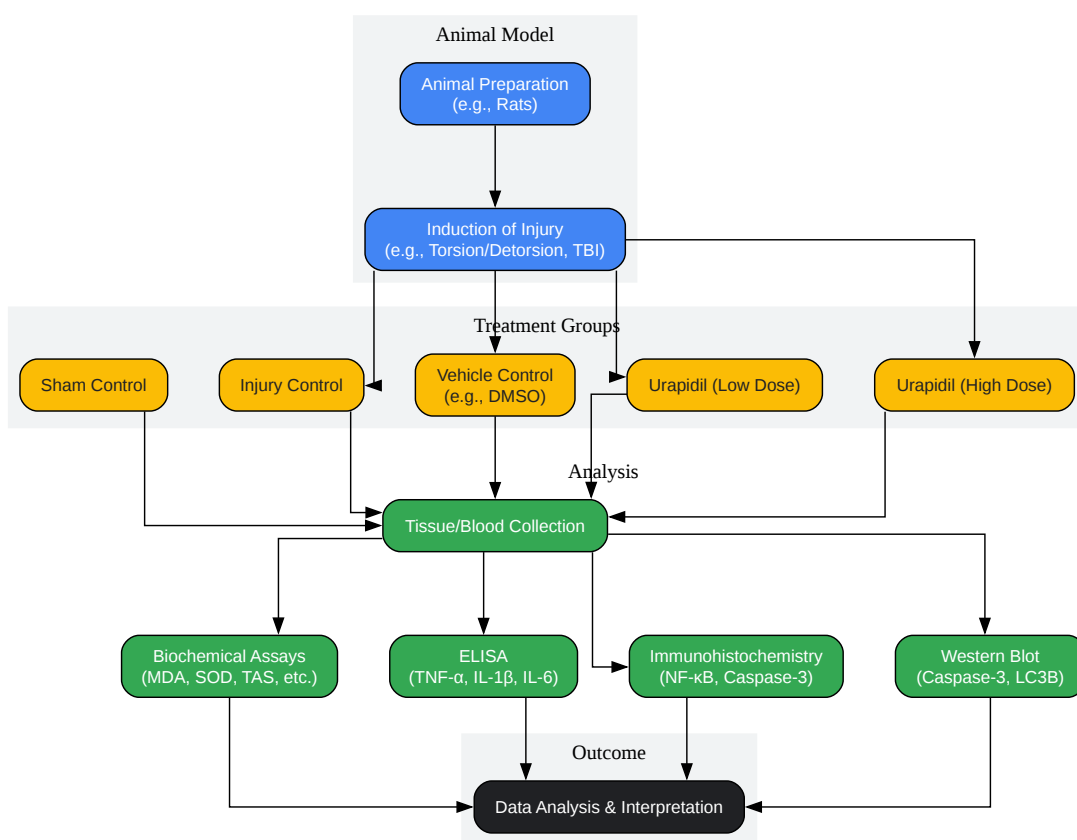 Animal Model
Animal Preparation
(e.g., Rats)
Induction of Injury
(e.g., Torsion/Detorsion, TBI)
Treatment Groups
Sham Control
Injury Control
Vehicle Control
(e.g., DMSO)
Urapidil (Low Dose)
Urapidil (High Dose)
Analysis
Tissue/Blood Collection
Biochemical Assays
(MDA, SOD, TAS, etc.)
ELISA
(TNF-α, IL-1β, IL-6)
Immunohistochemistry
(NF-κB, Caspase-3)
Western Blot
(Caspase-3, LC3B)
Outcome
Data Analysis & Interpretation